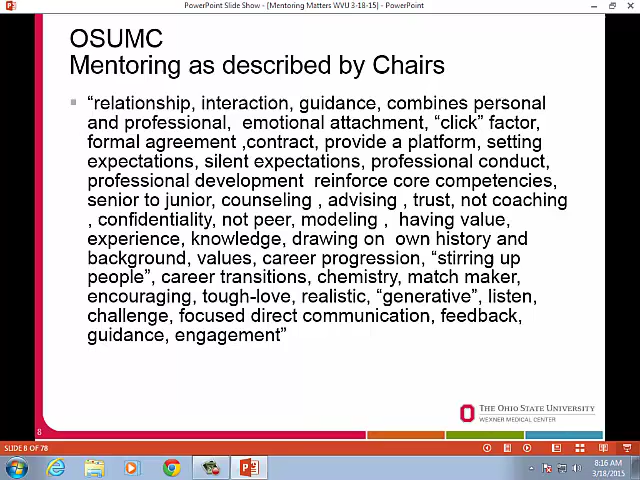 PowerPoint Slide Show - [Mentoring Matters WVU 3-18-15] - PowerPoint
OSUMC
Mentoring as described by Chairs
“relationship, interaction, guidance, combines personal
and professional, emotional attachment, “click” factor,
formal agreement ,contract, provide a platform, setting
expectations, silent expectations, professional conduct,
professional development reinforce core competencies,
senior to junior, counseling , advising , trust, not coaching
, confidentiality, not peer, modeling , having value,
experience, knowledge, drawing on own history and
background, values, career progression, “stirring up
people”, career transitions, chemistry, match maker,
encouraging, tough-love, realistic, “generative”, listen,
challenge, focused direct communication, feedback,
guidance, engagement”
THE OHIO STATE UNIVERSITY
WEXNER MEDICAL CENTER
8
SLIDE 8 OF 78
8:16 AM
3/18/2015